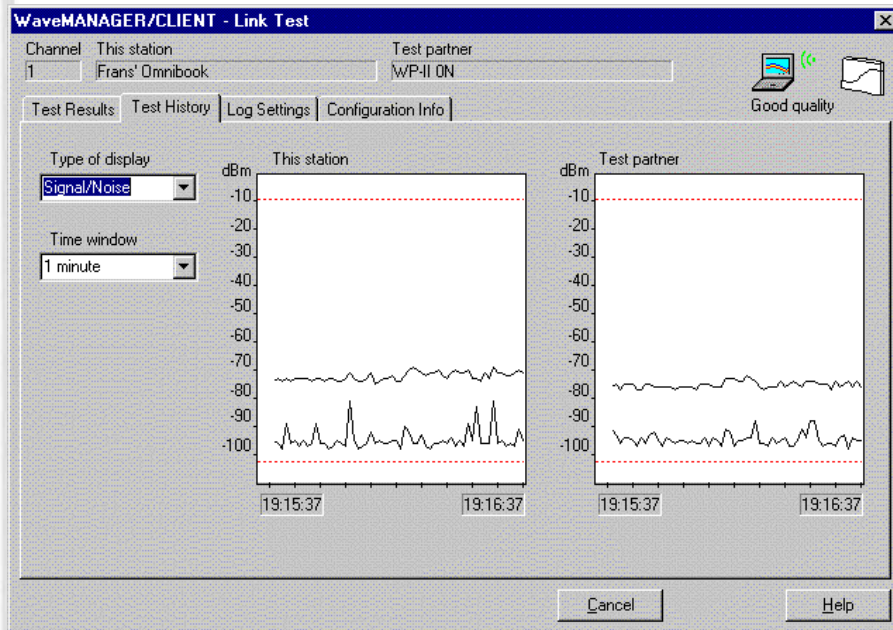 WaveMANAGER/CLIENT - Link Test
Channel This station Test partner
1 Frans' Omnibook WP-II 0N
Good quality
Test Results Test History Log Settings Configuration Info
Type of display
Signal/Noise
Time window
1 minute
This station
dBm
-10
-20
-30
-40
-50
-60
-70
-80
-90
-100
19:15:37 19:16:37
Test partner
dBm
-10
-20
-30
-40
-50
-60
-70
-80
-90
-100
19:15:37 19:16:37
Cancel Help